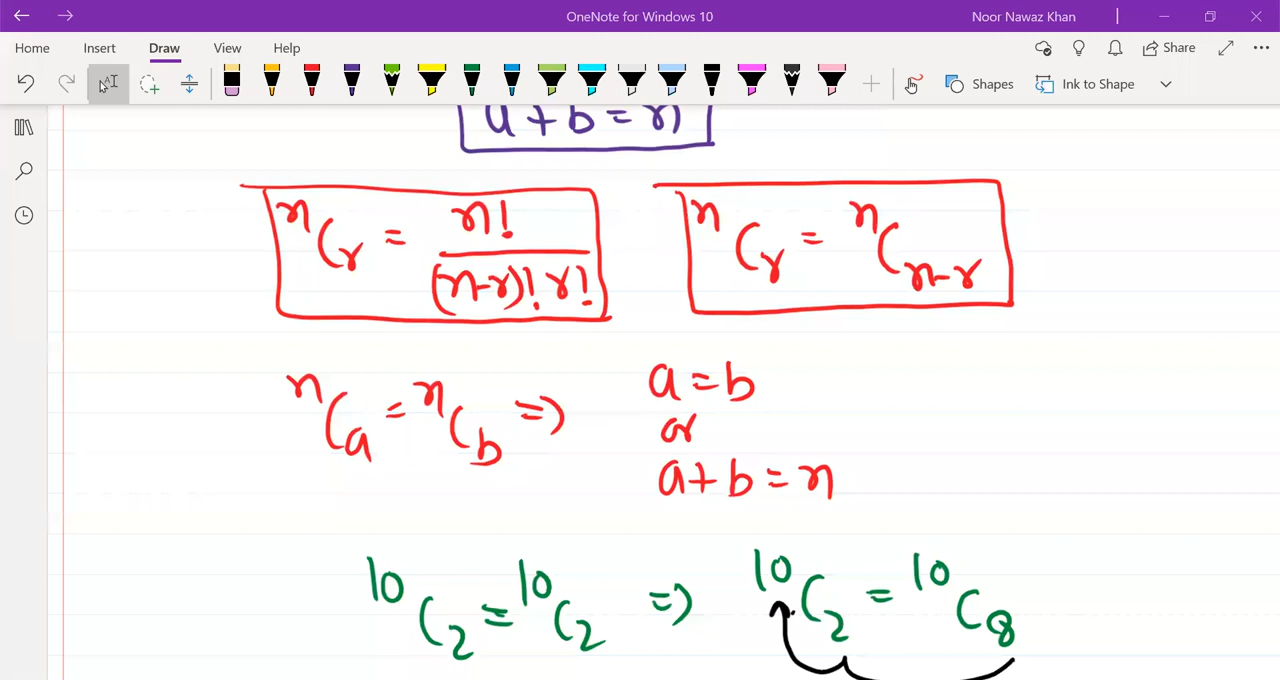 OneNote for Windows 10
Noor Nawaz Khan
Home Insert Draw View Help
Share
Shapes
Ink to Shape
a + b = n
ⁿCᵣ = n! / (n-r)! r!
ⁿCᵣ = ⁿCₙ₋ᵣ
ⁿCₐ = ⁿC_b =>
a = b
or
a + b = n
¹⁰C₂ = ¹⁰C₂ => ¹⁰C₂ = ¹⁰C₈